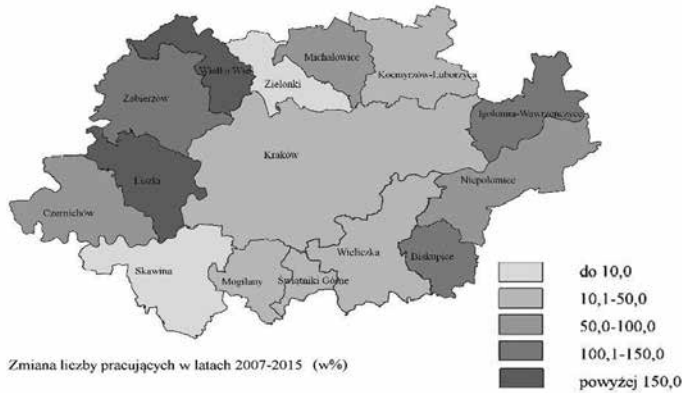 Michałowice
Kocmyrzów-Luborzyca
Wielka Wieś
Zielonki
Zabierzów
Igołomia-Wawrzeńczyce
Kraków
Liszki
Niepołomice
Czernichów
Wieliczka
Biskupice
Skawina
Mogilany
Świątniki Górne
do 10,0
10,1-50,0
50,0-100,0
100,1-150,0
powyżej 150,0
Zmiana liczby pracujących w latach 2007-2015 (w%)